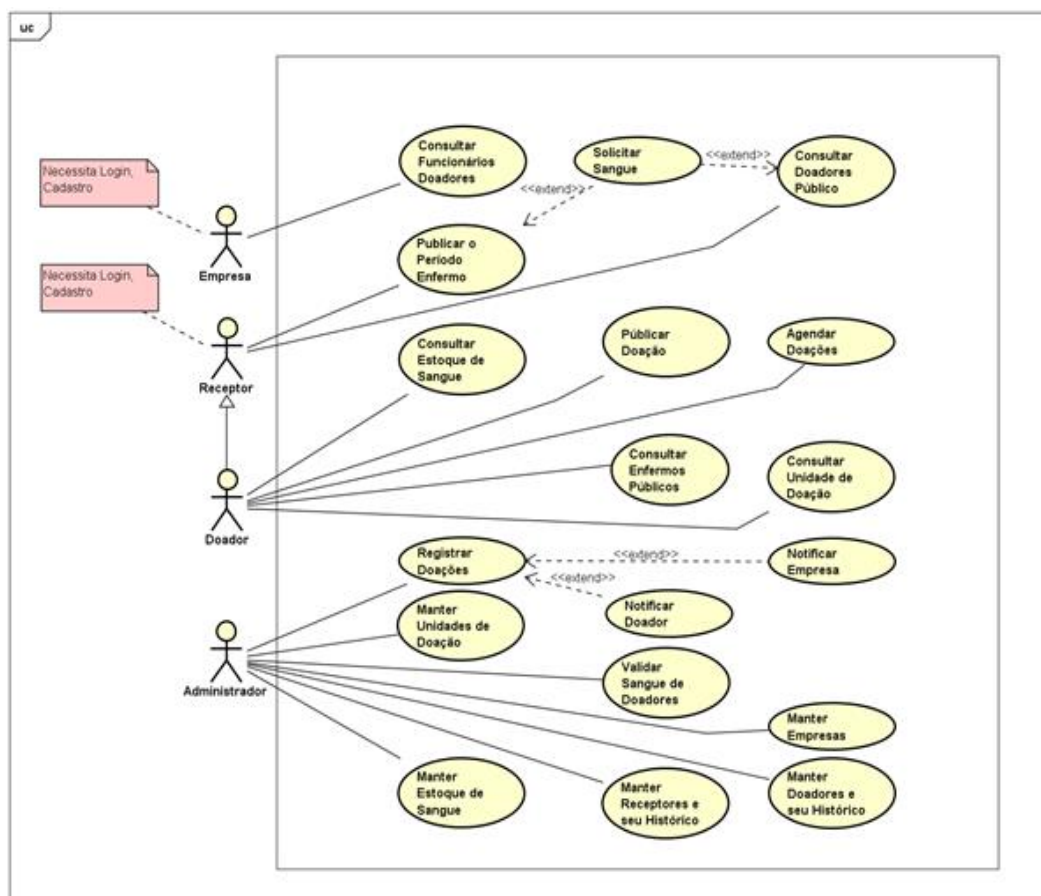 uc
Consultar
Funcionários
Doadores
Solicitar
Sangue
<<extend>>
Consultar
Doadores
Público
Necessita Login,
Cadastro
<<extend>>
Empresa
Publicar o
Período
Enfermo
Necessita Login,
Cadastro
Receptor
Consultar
Estoque de
Sangue
Públicar
Doação
Agendar
Doações
Consultar
Enfermos
Públicos
Consultar
Unidade de
Doação
Doador
Registrar
Doações
<<extend>>
Notificar
Empresa
<<extend>>
Manter
Unidades de
Doação
Notificar
Doador
Administrador
Validar
Sangue de
Doadores
Manter
Empresas
Manter
Estoque de
Sangue
Manter
Receptores e
seu Histórico
Manter
Doadores e
seu Histórico